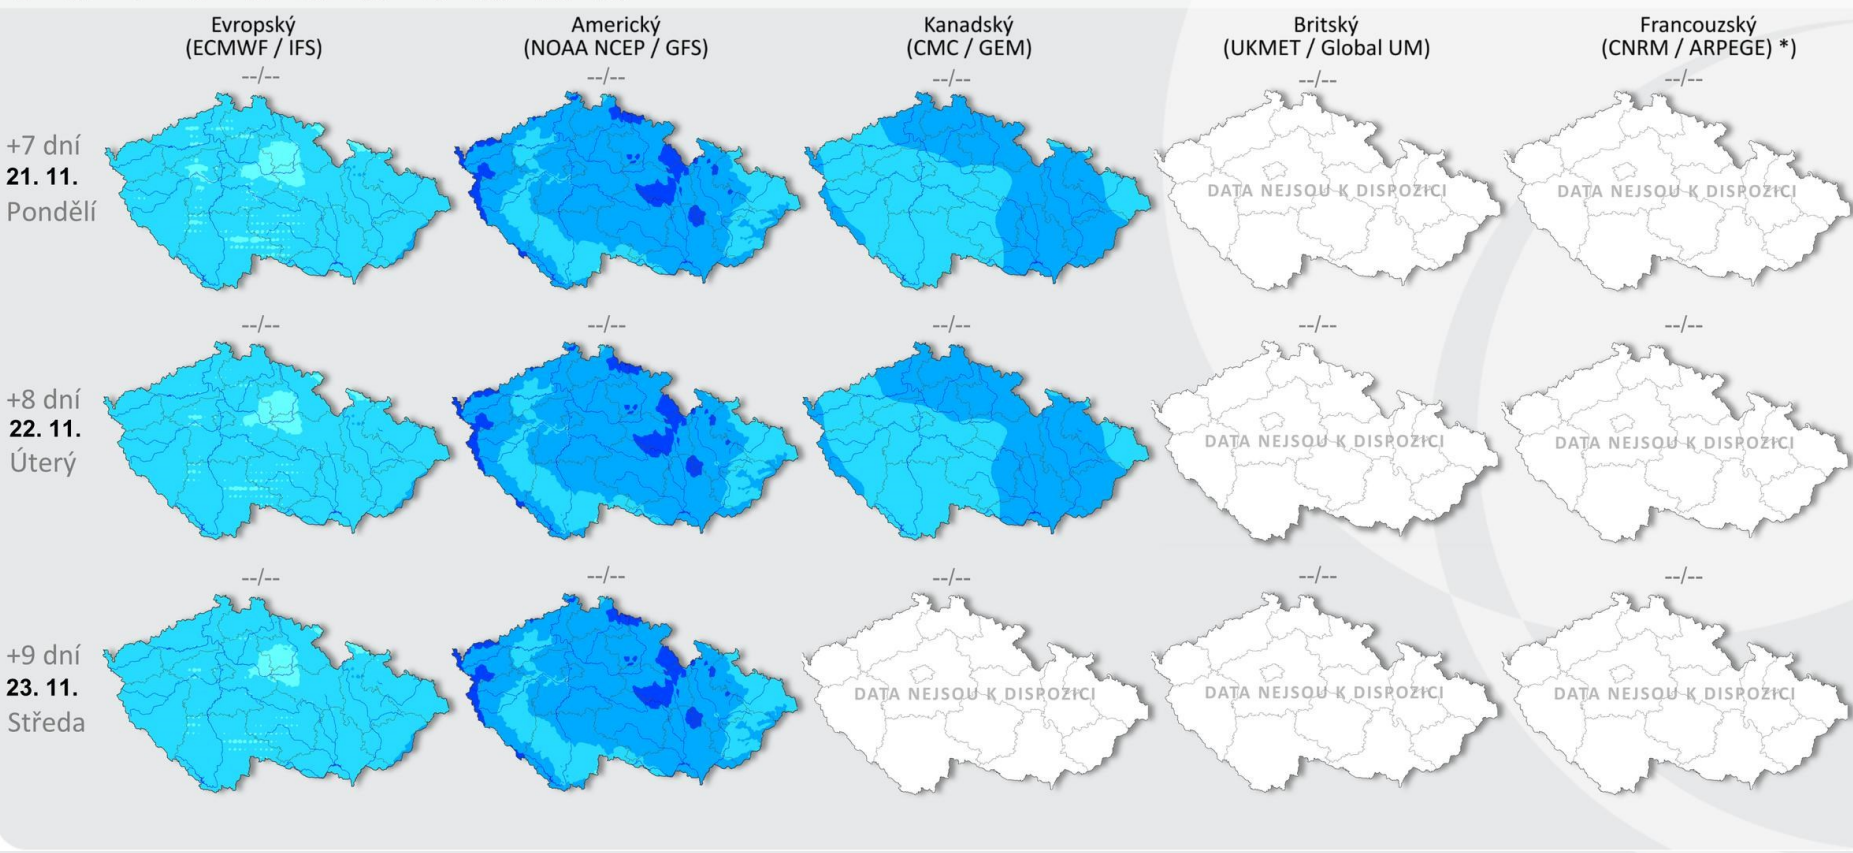 Evropský
(ECMWF / IFS)
Americký
(NOAA NCEP / GFS)
Kanadský
(CMC / GEM)
Britský
(UKMET / Global UM)
Francouzský
(CNRM / ARPEGE) *)
--/-- --/-- --/-- --/-- --/--
+7 dní
21. 11.
Pondělí
DATA NEJSOU K DISPOZICI
DATA NEJSOU K DISPOZICI
--/-- --/-- --/-- --/-- --/--
+8 dní
22. 11.
Úterý
DATA NEJSOU K DISPOZICI
DATA NEJSOU K DISPOZICI
--/-- --/-- --/-- --/-- --/--
+9 dní
23. 11.
Středa
DATA NEJSOU K DISPOZICI
DATA NEJSOU K DISPOZICI
DATA NEJSOU K DISPOZICI